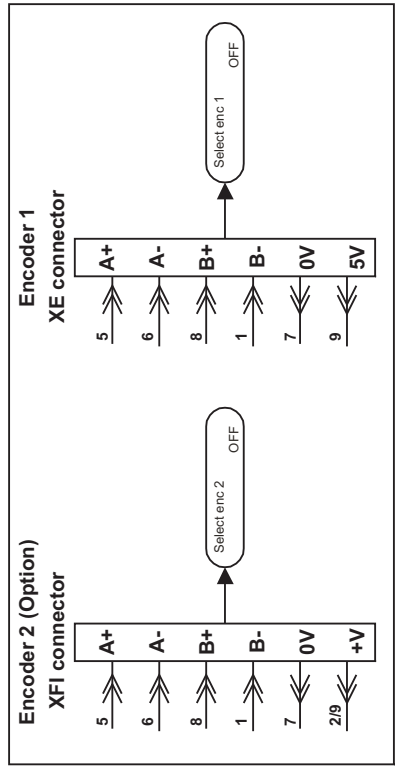 Encoder 2 (Option)
XFI connector
5 A+
6 A-
8 B+
1 B-
7 0V
2/9 +V
Select enc 2
OFF
Encoder 1
XE connector
5 A+
6 A-
8 B+
1 B-
7 0V
9 5V
Select enc 1
OFF